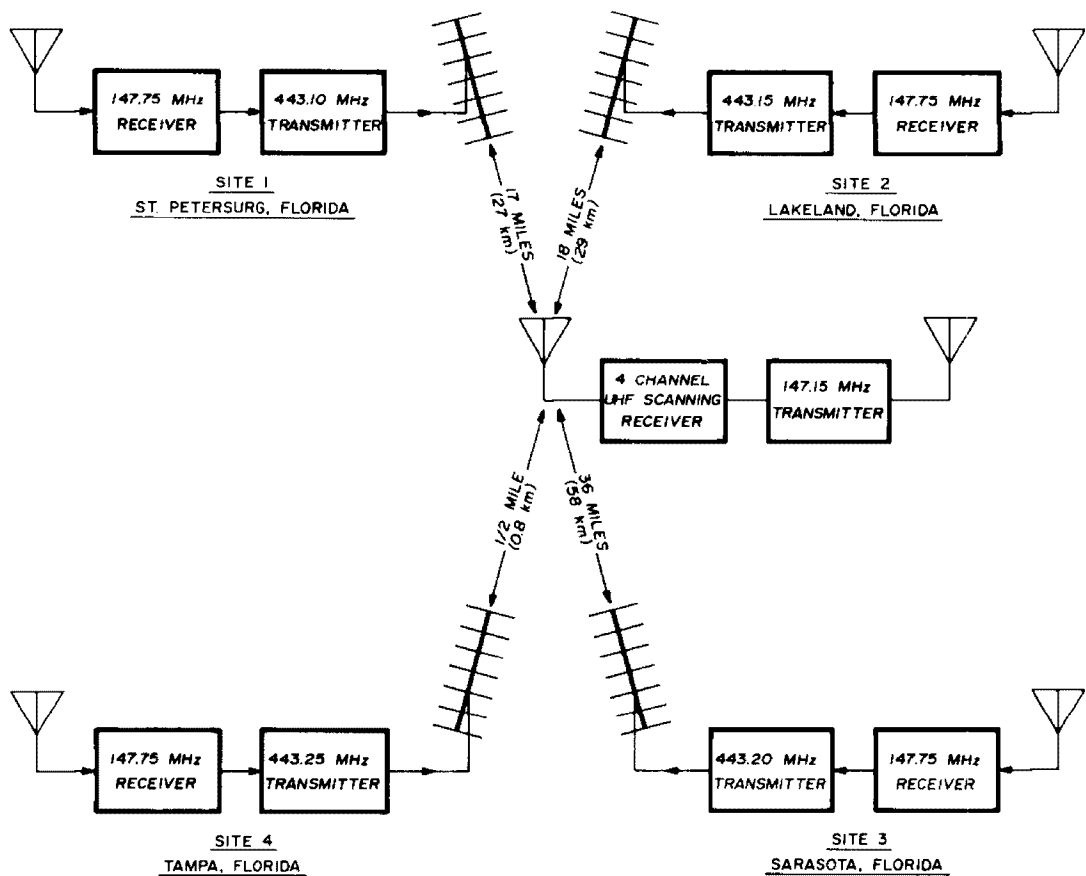 147.75 MHz
RECEIVER
443.10 MHz
TRANSMITTER
SITE 1
ST. PETERSURG, FLORIDA
443.15 MHz
TRANSMITTER
147.75 MHz
RECEIVER
SITE 2
LAKELAND, FLORIDA
17 MILES
(27 km)
18 MILES
(29 km)
4 CHANNEL
UHF SCANNING
RECEIVER
147.15 MHz
TRANSMITTER
1/2 MILE
(0.8 km)
36 MILES
(58 km)
147.75 MHz
RECEIVER
443.25 MHz
TRANSMITTER
SITE 4
TAMPA, FLORIDA
443.20 MHz
TRANSMITTER
147.75 MHz
RECEIVER
SITE 3
SARASOTA, FLORIDA